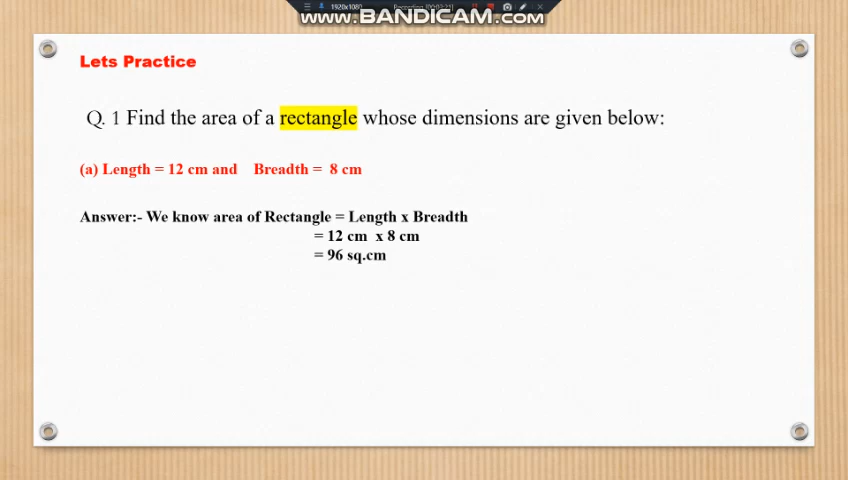 1920x1080
www.BANDICAM.com
Lets Practice
Q. 1 Find the area of a rectangle whose dimensions are given below:
(a) Length = 12 cm and Breadth = 8 cm
Answer:- We know area of Rectangle = Length x Breadth
= 12 cm x 8 cm
= 96 sq.cm